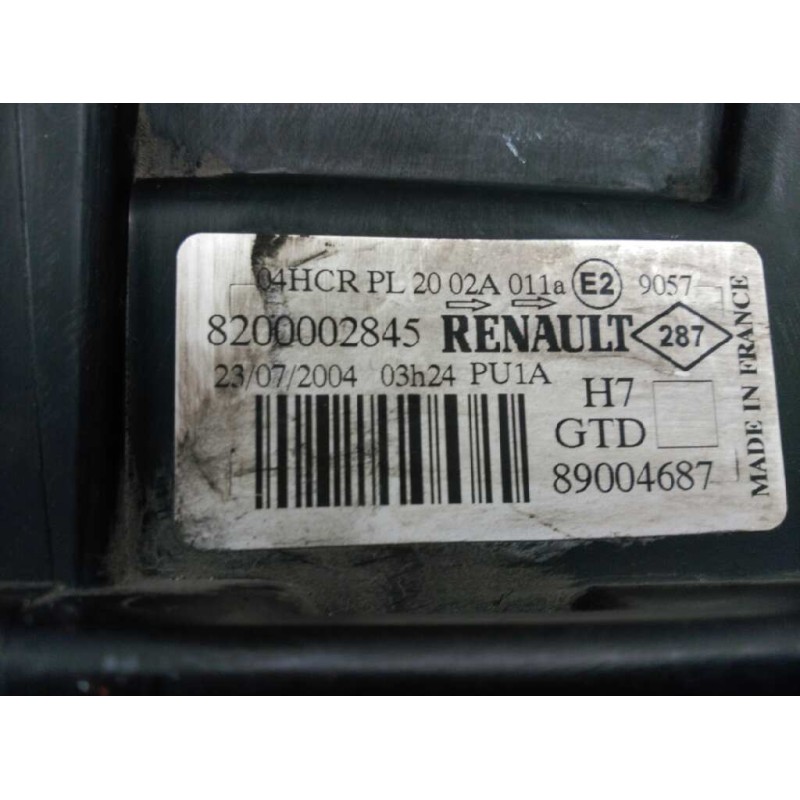 04HCR PL 20 02A 011a E2 9057
8200002845 RENAULT 287
23/07/2004 03h24 PU1A
H7
GTD
89004687
MADE IN FRANCE